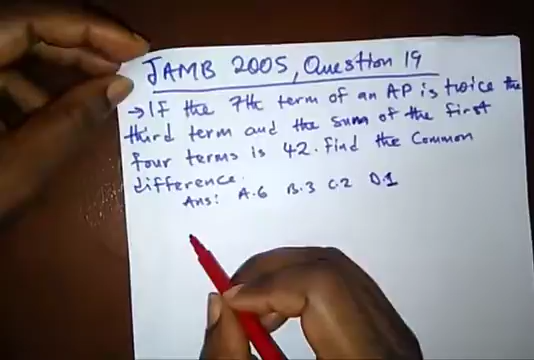 JAMB 2005, Question 19
→ If the 7th term of an AP is twice the
third term and the sum of the first
four terms is 42. find the Common
difference.
Ans: A.6 B.3 C.2 D.1